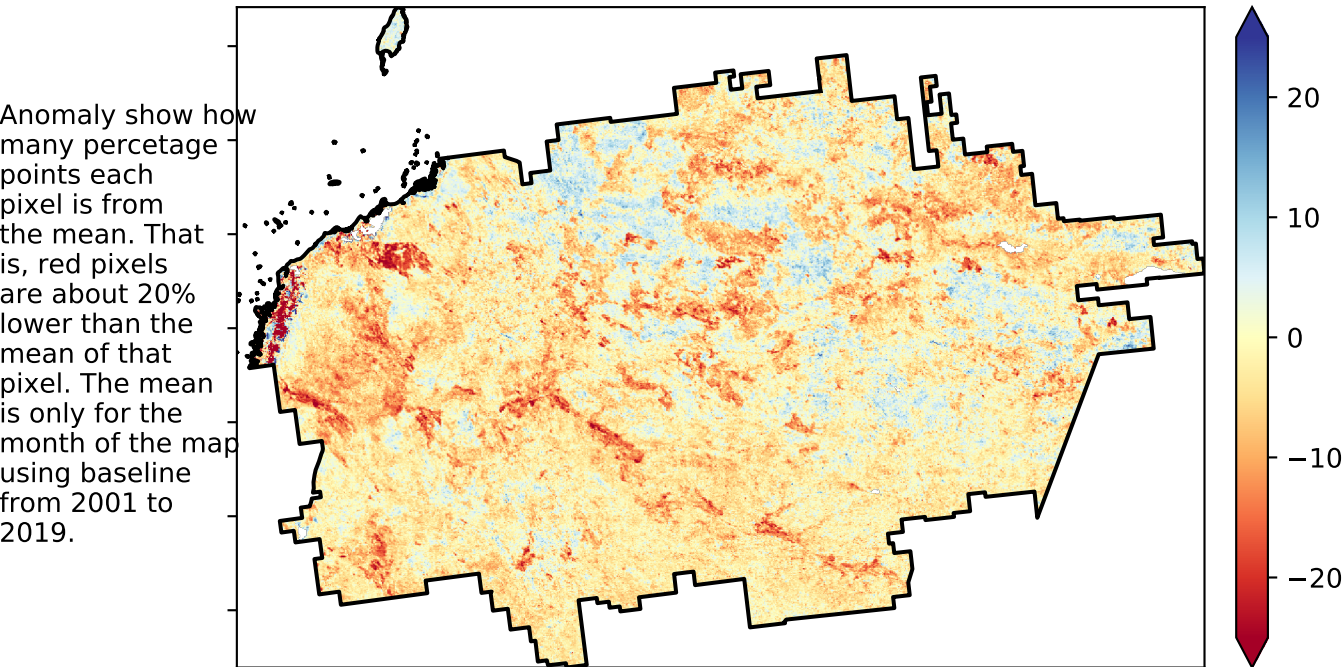 Anomaly show how
many percetage
points each
pixel is from
the mean. That
is, red pixels
are about 20%
lower than the
mean of that
pixel. The mean
is only for the
month of the map
using baseline
from 2001 to
2019.
20
10
0
−10
−20